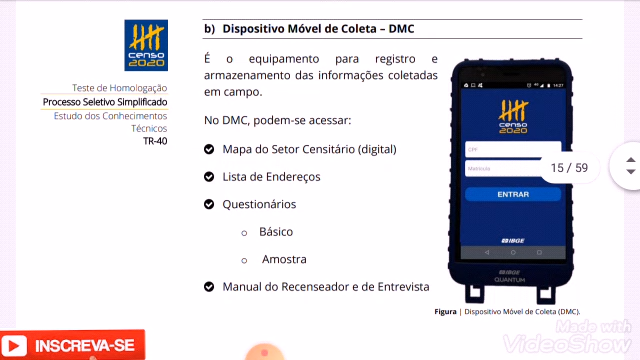 b) Dispositivo Móvel de Coleta – DMC
censo
2020
Teste de Homologação
Processo Seletivo Simplificado
Estudo dos Conhecimentos
Técnicos
TR-40
É o equipamento para registro e
armazenamento das informações coletadas
em campo.
No DMC, podem-se acessar:
Mapa do Setor Censitário (digital)
Lista de Endereços
Questionários
o Básico
o Amostra
Manual do Recenseador e de Entrevista
14:27
censo
2020
CPF
Matrícula
ENTRAR
IBGE
IBGE
QUANTUM
15 / 59
Figura | Dispositivo Móvel de Coleta (DMC).
INSCREVA-SE
Made with
VideoShow